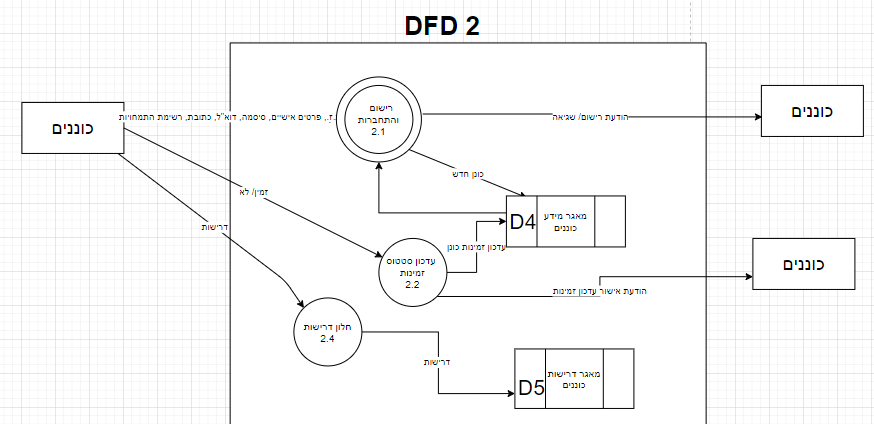 DFD 2
כוננים
ת.ז, פרטים אישיים, סיסמה, דוא"ל, כתובת, רשימת התמחויות
רישום
והתחברות
2.1
הודעת רישום/ שגיאה
כוננים
כונן חדש
זמין/ לא
D4
מאגר מידע
כוננים
דרישות
עדכון זמינות כונן
עדכון סטטוס
זמינות
2.2
כוננים
הודעת אישור עדכון זמינות
חלון דרישות
2.4
דרישות
D5
מאגר דרישות
כוננים